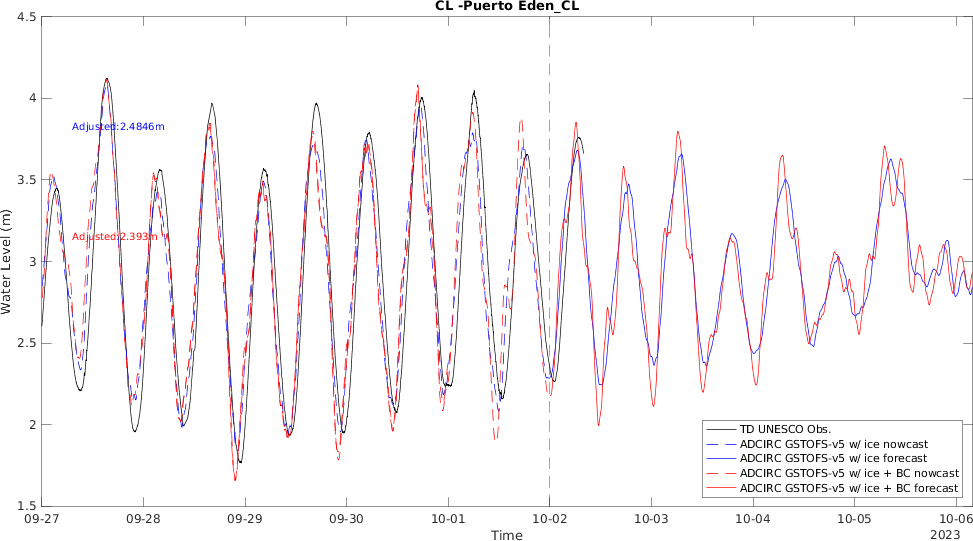 CL -Puerto Eden_CL
4.5
4
3.5
3
2.5
2
1.5
Water Level (m)
Adjusted:2.4846m
Adjusted:2.393m
TD UNESCO Obs.
ADCIRC GSTOFS-v5 w/ ice nowcast
ADCIRC GSTOFS-v5 w/ ice forecast
ADCIRC GSTOFS-v5 w/ ice + BC nowcast
ADCIRC GSTOFS-v5 w/ ice + BC forecast
09-27 09-28 09-29 09-30 10-01 10-02 10-03 10-04 10-05 10-06
Time
2023